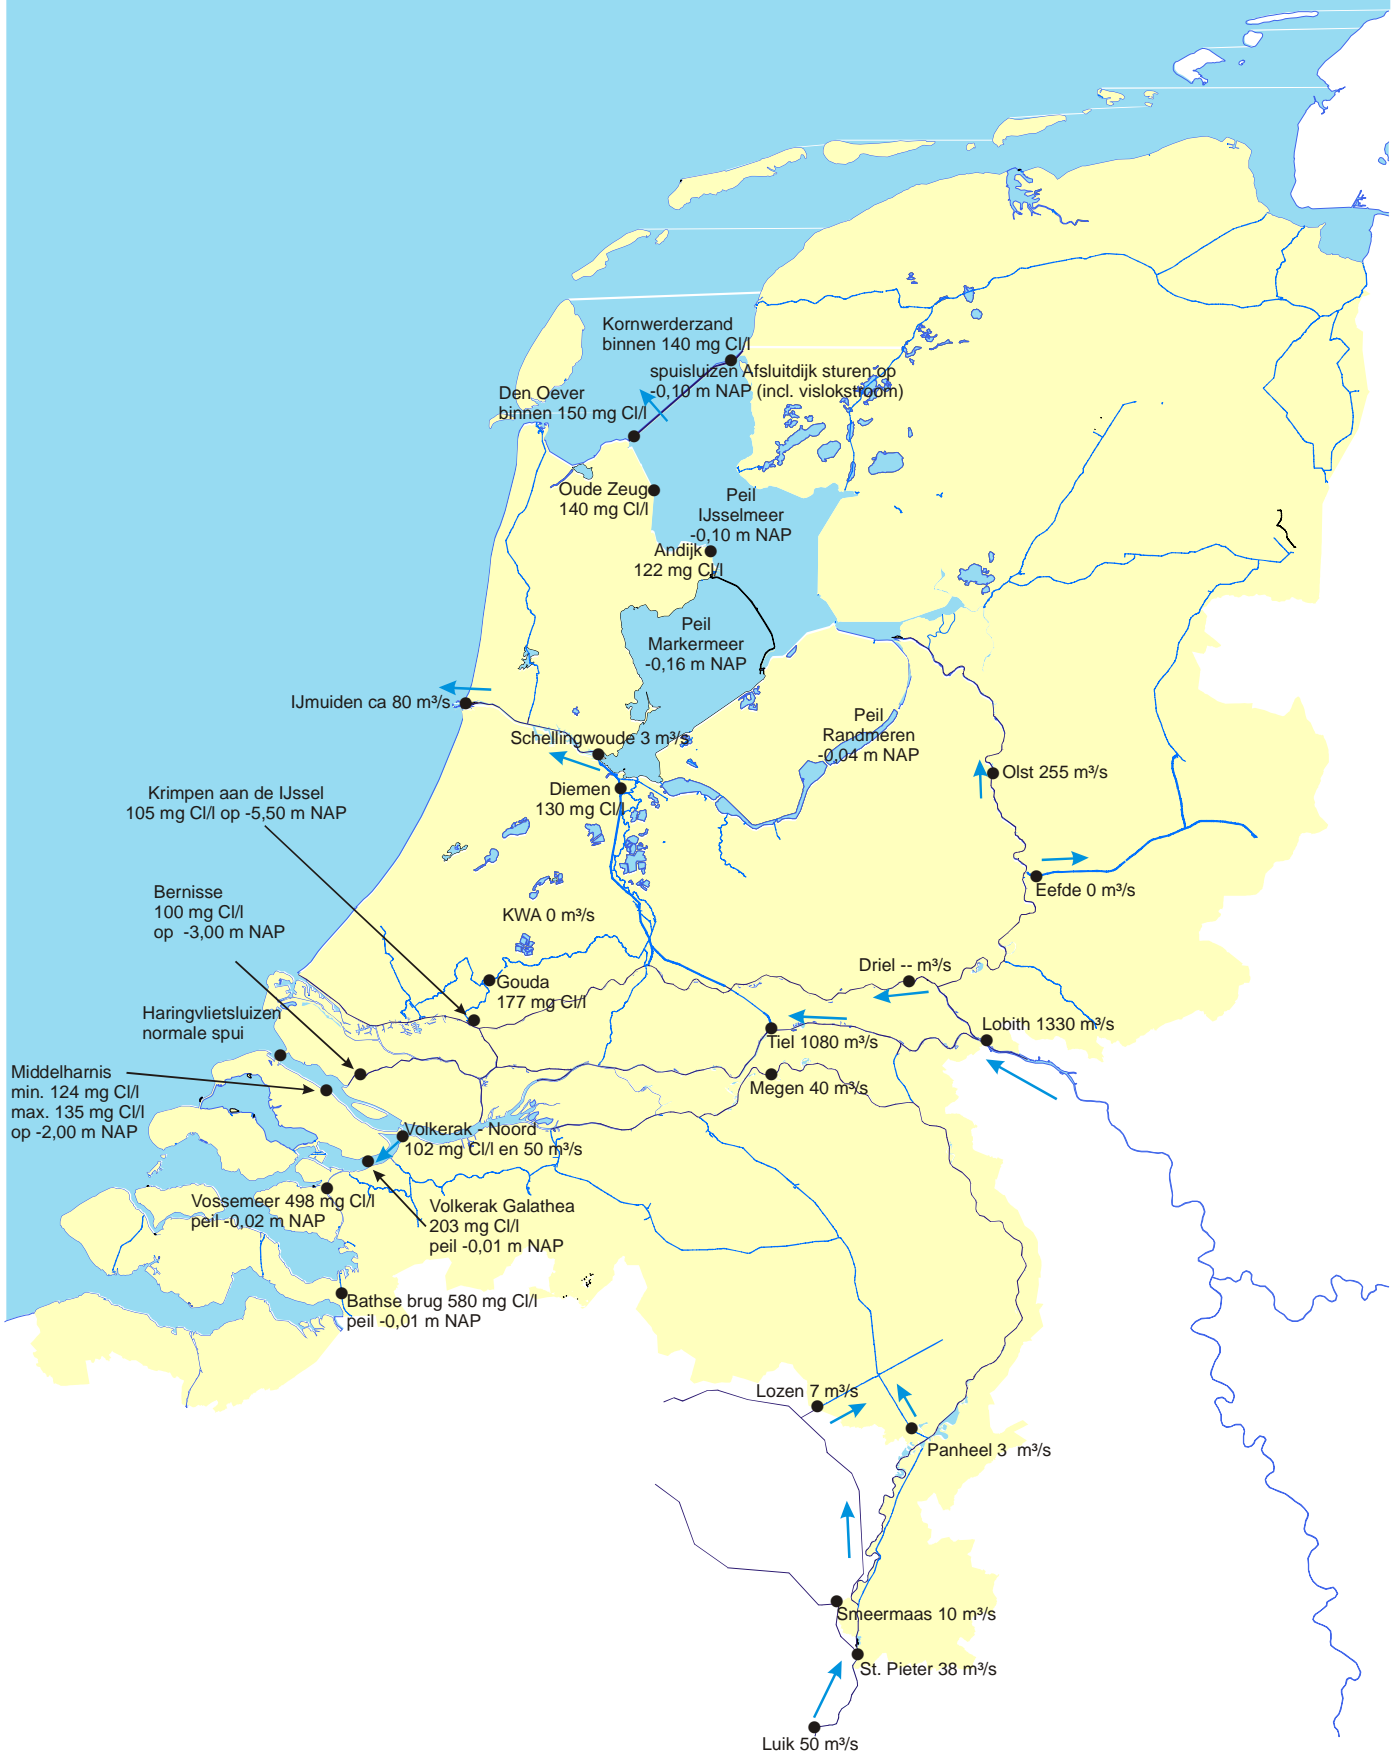 Kornwerderzand
binnen 140 mg Cl/l
spuisluizen Afsluitdijk sturen op
-0,10 m NAP (incl. vislokstroom)
Den Oever
binnen 150 mg Cl/l
Oude Zeug
140 mg Cl/l
Peil
IJsselmeer
-0,10 m NAP
Andijk
122 mg Cl/l
Peil
Markermeer
-0,16 m NAP
IJmuiden ca 80 m³/s
Schellingwoude 3 m³/s
Peil
Randmeren
-0,04 m NAP
Olst 255 m³/s
Diemen
130 mg Cl/l
Krimpen aan de IJssel
105 mg Cl/l op -5,50 m NAP
Eefde 0 m³/s
Bernisse
100 mg Cl/l
op -3,00 m NAP
KWA 0 m³/s
Driel -- m³/s
Gouda
177 mg Cl/l
Haringvlietsluizen
normale spui
Lobith 1330 m³/s
Tiel 1080 m³/s
Middelharnis
min. 124 mg Cl/l
max. 135 mg Cl/l
op -2,00 m NAP
Megen 40 m³/s
Volkerak - Noord
102 mg Cl/l en 50 m³/s
Vossemeer 498 mg Cl/l
peil -0,02 m NAP
Volkerak Galathea
203 mg Cl/l
peil -0,01 m NAP
Bathse brug 580 mg Cl/l
peil -0,01 m NAP
Lozen 7 m³/s
Panheel 3 m³/s
Smeermaas 10 m³/s
St. Pieter 38 m³/s
Luik 50 m³/s